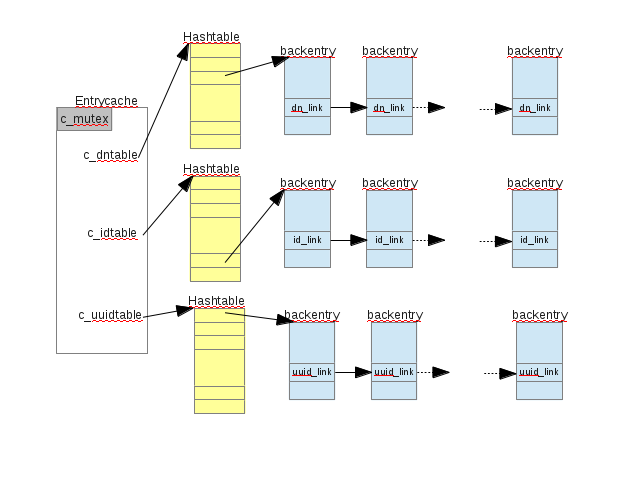 Hashtable
backentry
backentry
backentry
dn_link
dn_link
dn_link
Entrycache
c_mutex
c_dntable
Hashtable
backentry
backentry
backentry
c_idtable
id_link
id_link
id_link
Hashtable
c_uuidtable
backentry
backentry
backentry
uuid_link
uuid_link
uuid_link